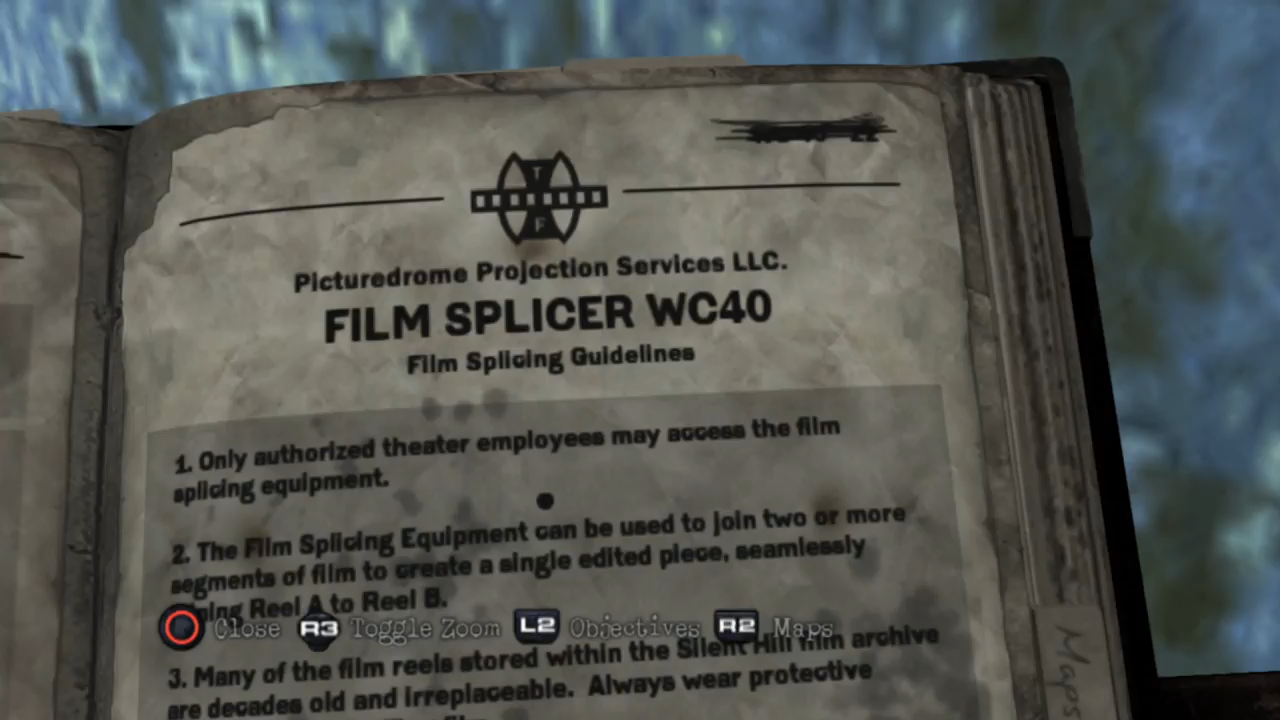 T
F
Picturedrome Projection Services LLC.
FILM SPLICER WC40
Film Splicing Guidelines
1. Only authorized theater employees may access the film
splicing equipment.
2. The Film Splicing Equipment can be used to join two or more
segments of film to create a single edited piece, seamlessly
Reel A to Reel B.
Close R3 Toggle Zoom L2 Objectives R2 Maps
3. Many of the film reels stored within the Silent Hill film archive
are decades old and irreplaceable. Always wear protective
Maps